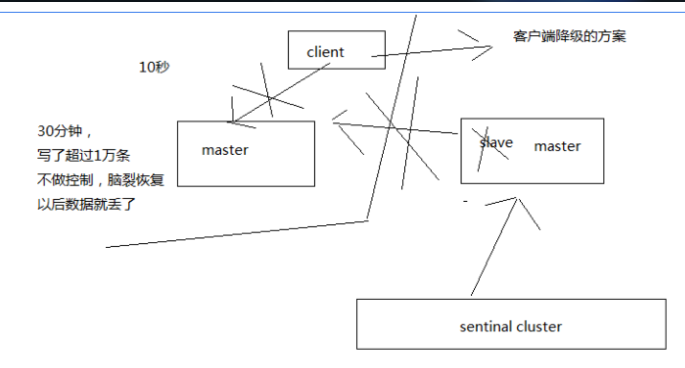 client
客户端降级的方案
10秒
30分钟，
写了超过1万条
不做控制，脑裂恢复
以后数据就丢了
master
slave
master
sentinal cluster